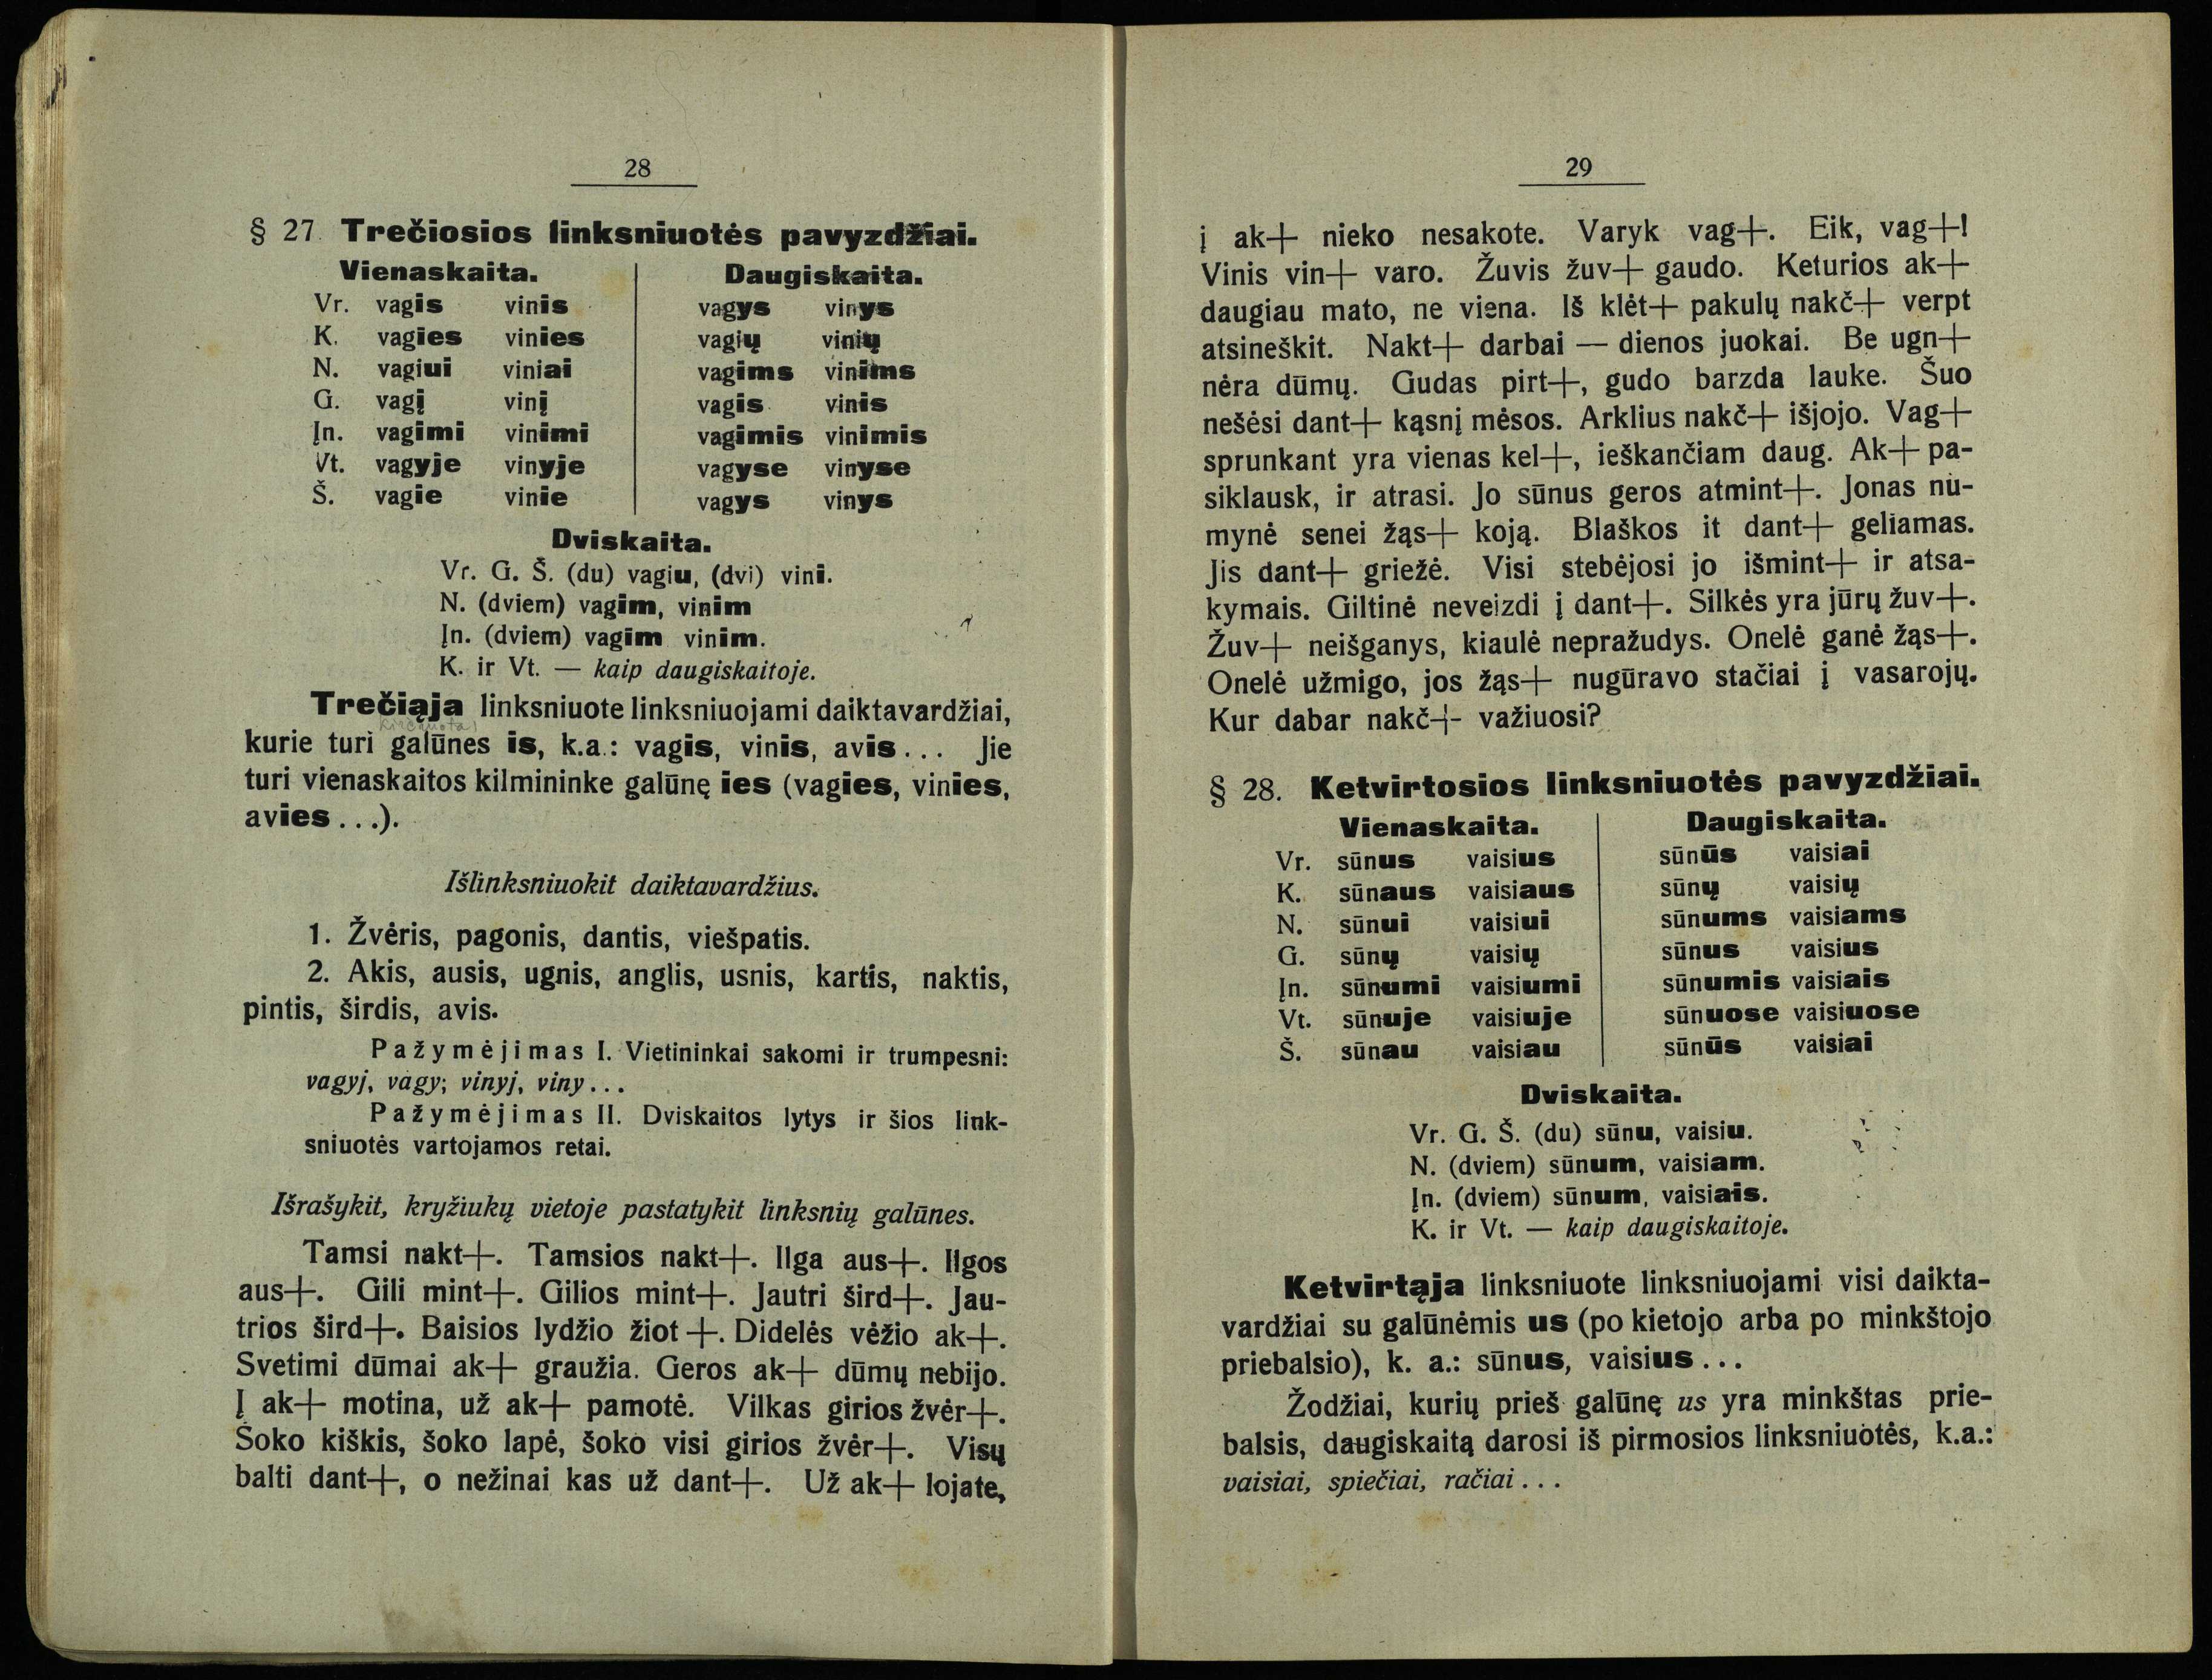 28
§ 27. Trečiosios linksniuotės pavyzdžiai.
Vienaskaita. Daugiskaita.
Vr. vagis vinis vagys vinys
K. vagies vinies vagių vinių
N. vagiui viniai vagims vinims
G. vagį vinį vagis vinis
Įn. vagimi vinimi vagimis vinimis
Vt. vagyje vinyje vagyse vinyse
Š. vagie vinie vagys vinys
Dviskaita.
Vr. G. Š. (du) vagiu, (dvi) vini.
N. (dviem) vagim, vinim
Įn. (dviem) vagim vinim.
K. ir Vt. — kaip daugiskaitoje.
Trečiąja linksniuote linksniuojami daiktavardžiai,
kurie turi galūnes is, k.a.: vagis, vinis, avis... Jie
turi vienaskaitos kilmininke galūnę ies (vagies, vinies,
avies...).
Išlinksniuokit daiktavardžius.
1. Žvėris, pagonis, dantis, viešpatis.
2. Akis, ausis, ugnis, anglis, usnis, kartis, naktis,
pintis, širdis, avis.
Pažymėjimas I. Vietininkai sakomi ir trumpesni:
vagyj, vagy; vinyj, viny...
Pažymėjimas II. Dviskaitos lytys ir šios link-
sniuotės vartojamos retai.
Išrašykit, kryžiukų vietoje pastatykit linksnių galūnes.
Tamsi nakt+. Tamsios nakt+. Ilga aus+. Ilgos
aus+. Gili mint+. Gilios mint+. Jautri šird+. Jau-
trios šird+. Baisios lydžio žiot+. Didelės vėžio ak+.
Svetimi dūmai ak+ graužia. Geros ak+ dūmų nebijo.
Į ak+ motina, už ak+ pamotė. Vilkas girios žvėr+.
Šoko kiškis, šoko lapė, šoko visi girios žvėr+. Visų
balti dant+, o nežinai kas už dant+. Už ak+ lojate,
29
į ak+ nieko nesakote. Varyk vag+. Eik, vag+!
Vinis vin+ varo. Žuvis žuv+ gaudo. Keturios ak+
daugiau mato, ne viena. Iš klėt+ pakulų nakč+ verpt
atsineškit. Nakt+ darbai — dienos juokai. Be ugn+
nėra dūmų. Gudas pirt+, gudo barzda lauke. Šuo
nešėsi dant+ kąsnį mėsos. Arklius nakč+ išjojo. Vag+
sprunkant yra vienas kel+, ieškančiam daug. Ak+ pa-
siklausk, ir atrasi. Jo sūnus geros atmint+. Jonas nu-
mynė senei žąs+ koją. Blaškos it dant+ geliamas.
Jis dant+ griežė. Visi stebėjosi jo išmint+ ir atsa-
kymais. Giltinė neveizdi į dant+. Silkės yra jūrų žuv+.
Žuv+ neišganys, kiaulė nepražudys. Onelė ganė žąs+.
Onelė užmigo, jos žąs+ nugūravo stačiai į vasarojų.
Kur dabar nakč+ važiuosi?
§ 28. Ketvirtosios linksniuotės pavyzdžiai.
Vienaskaita. Daugiskaita.
Vr. sūnus vaisius sūnūs vaisiai
K. sūnaus vaisiaus sūnų vaisių
N. sūnui vaisiui sūnums vaisiams
G. sūnų vaisių sūnus vaisius
Įn. sūnumi vaisiumi sūnumis vaisiais
Vt. sūnuje vaisiuje sūnuose vaisiuose
Š. sūnau vaisiau sūnūs vaisiai
Dviskaita.
Vr. G. Š. (du) sūnu, vaisiu.
N. (dviem) sūnum, vaisiam.
Įn. (dviem) sūnum, vaisiais.
K. ir Vt. — kaip daugiskaitoje.
Ketvirtąja linksniuote linksniuojami visi daikta-
vardžiai su galūnėmis us (po kietojo arba po minkštojo
priebalsio), k. a.: sūnus, vaisius...
Žodžiai, kurių prieš galūnę us yra minkštas prie-
balsis, daugiskaitą darosi iš pirmosios linksniuotės, k.a.:
vaisiai, spiečiai, račiai...